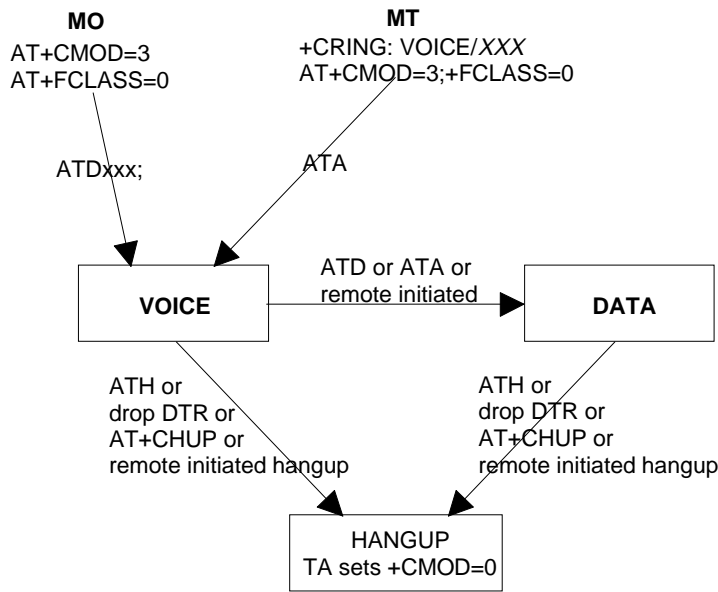 MO
AT+CMOD=3
AT+FCLASS=0
MT
+CRING: VOICE/XXX
AT+CMOD=3;+FCLASS=0
ATDxxx;
ATA
VOICE
ATD or ATA or
remote initiated
DATA
ATH or
drop DTR or
AT+CHUP or
remote initiated hangup
ATH or
drop DTR or
AT+CHUP or
remote initiated hangup
HANGUP
TA sets +CMOD=0